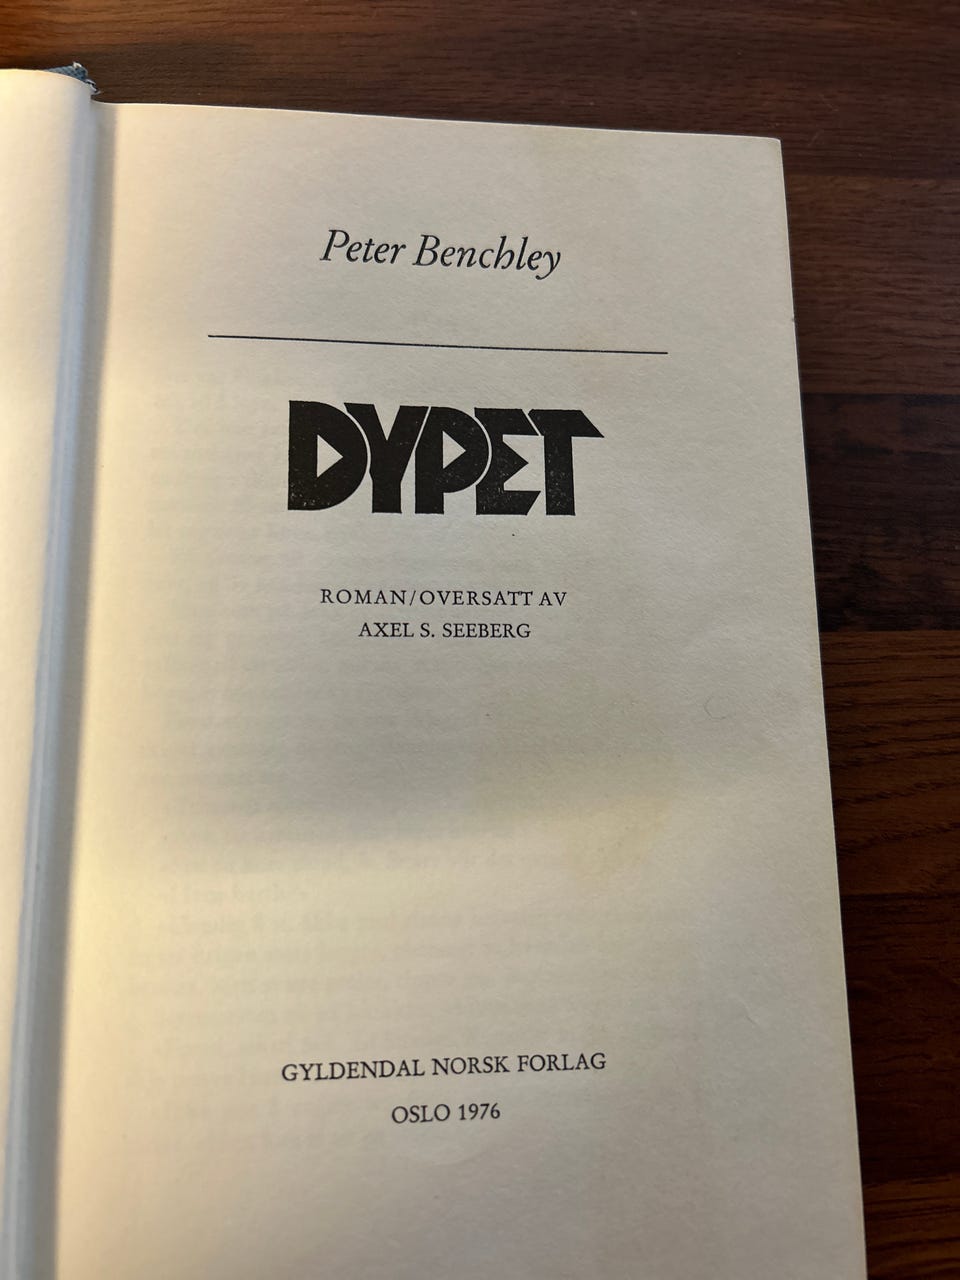 Peter Benchley
DYPET
ROMAN/OVERSATT AV
AXEL S. SEEBERG
GYLDENDAL NORSK FORLAG
OSLO 1976